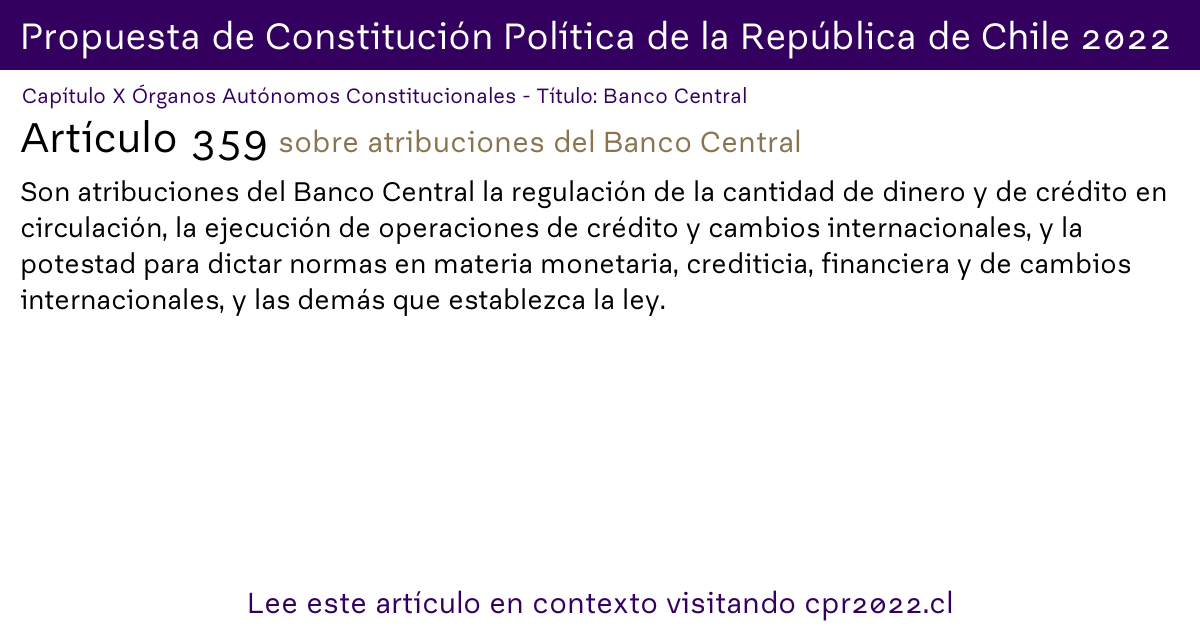 Propuesta de Constitución Política de la República de Chile 2022
Capítulo X Órganos Autónomos Constitucionales - Título: Banco Central
Artículo 359 sobre atribuciones del Banco Central
Son atribuciones del Banco Central la regulación de la cantidad de dinero y de crédito en
circulación, la ejecución de operaciones de crédito y cambios internacionales, y la
potestad para dictar normas en materia monetaria, crediticia, financiera y de cambios
internacionales, y las demás que establezca la ley.
Lee este artículo en contexto visitando cpr2022.cl